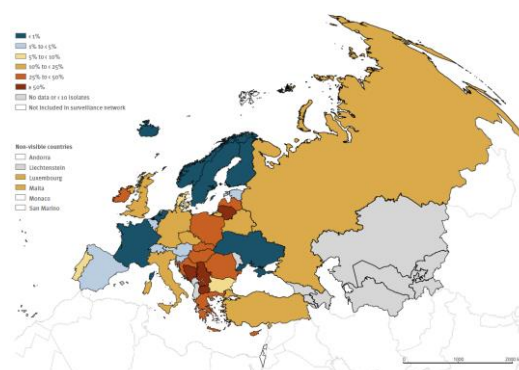 < 1%
1% to < 5%
5% to < 10%
10% to < 25%
25% to < 50%
≥ 50%
No data or < 10 isolates
Not included in surveillance network
Non-visible countries
Andorra
Liechtenstein
Luxembourg
Malta
Monaco
San Marino
0 1000 2000